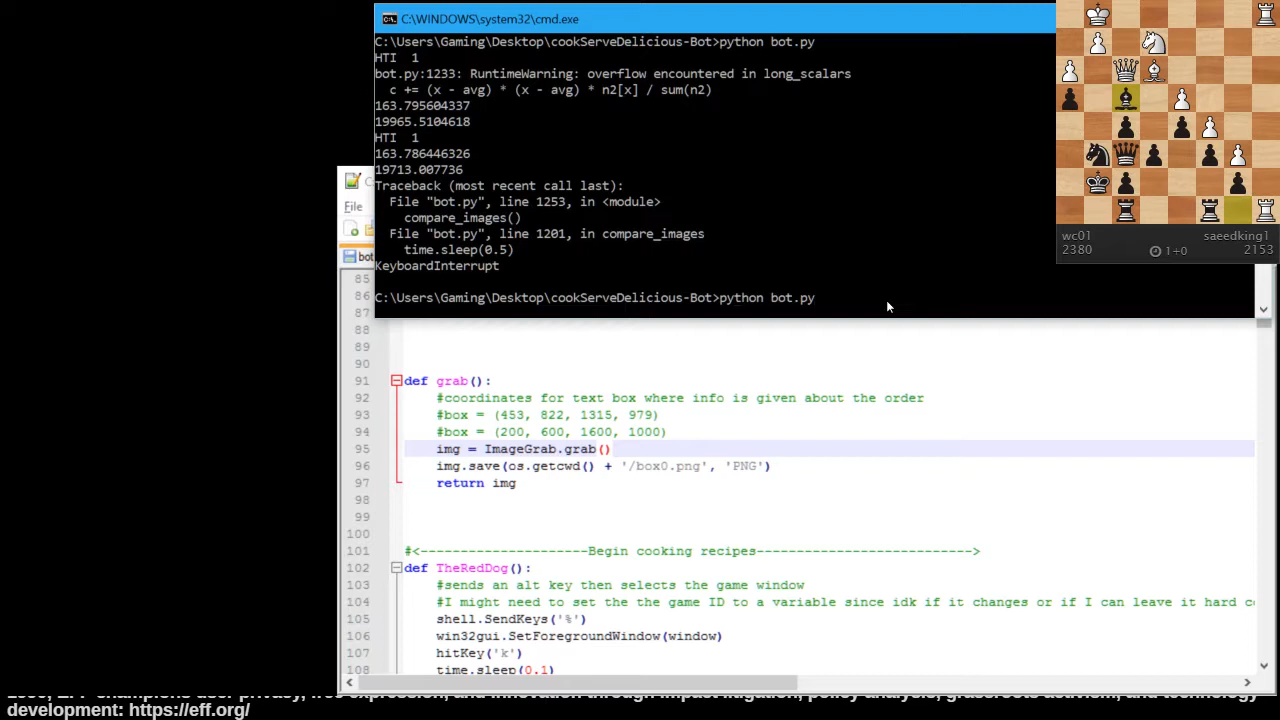 C:\WINDOWS\system32\cmd.exe
C:\Users\Gaming\Desktop\cookServeDelicious-Bot>python bot.py
HTI  1
bot.py:1233: RuntimeWarning: overflow encountered in long_scalars
  c += (x - avg) * (x - avg) * n2[x] / sum(n2)
163.795604337
19965.5104618
HTI  1
163.786446326
19713.007736
Traceback (most recent call last):
  File "bot.py", line 1253, in <module>
    compare_images()
  File "bot.py", line 1201, in compare_images
    time.sleep(0.5)
KeyboardInterrupt
C:\Users\Gaming\Desktop\cookServeDelicious-Bot>python bot.py
wc01 saeedking1
2380 1+0 2153
File
bot
85
86
87
88
89
90
91 def grab():
92 #coordinates for text box where info is given about the order
93 #box = (453, 822, 1315, 979)
94 #box = (200, 600, 1600, 1000)
95 img = ImageGrab.grab()
96 img.save(os.getcwd() + '/box0.png', 'PNG')
97 return img
98
99
100
101 #<---------------------Begin cooking recipes--------------------------->
102 def TheRedDog():
103 #sends an alt key then selects the game window
104 #I might need to set the the game ID to a variable since idk if it changes or if I can leave it hard c
105 shell.SendKeys('%')
106 win32gui.SetForegroundWindow(window)
107 hitKey('k')
108 time.sleep(0.1)
development: https://eff.org/